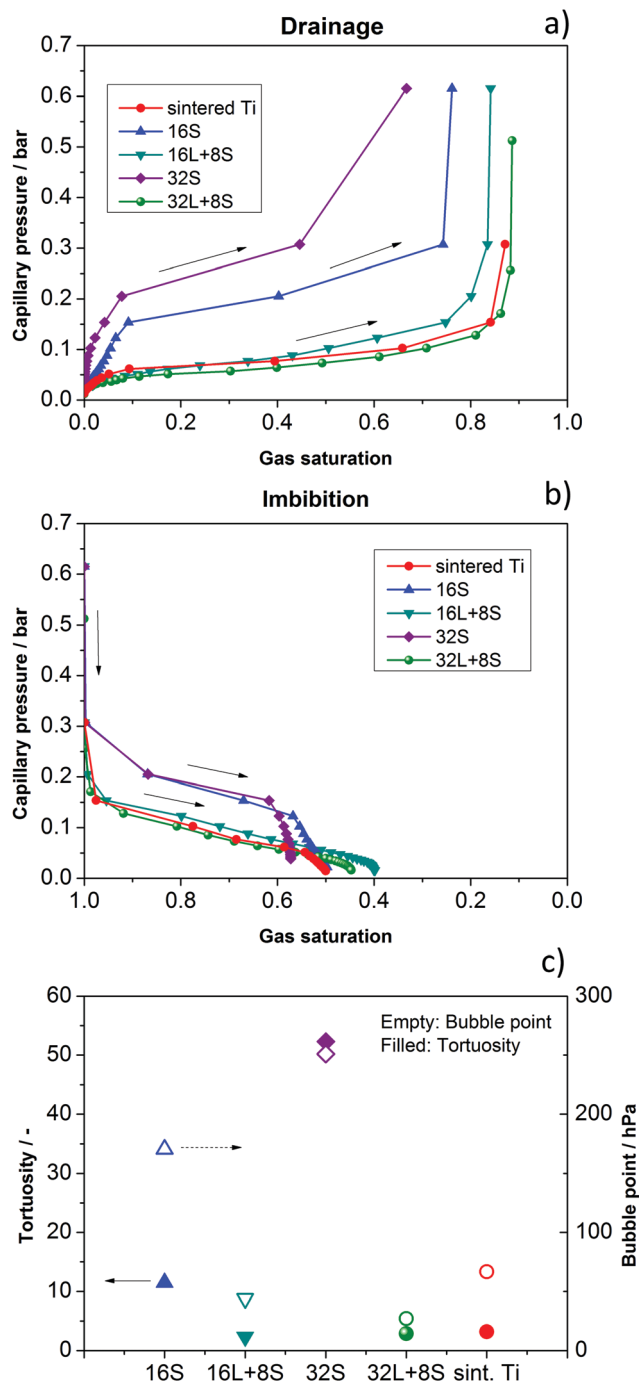 Drainage
a)
0.7
0.6
0.5
0.4
0.3
0.2
0.1
0.0
Capillary pressure / bar
sintered Ti
16S
16L+8S
32S
32L+8S
0.0 0.2 0.4 0.6 0.8 1.0
Gas saturation
Imbibition
b)
0.7
0.6
0.5
0.4
0.3
0.2
0.1
0.0
Capillary pressure / bar
sintered Ti
16S
16L+8S
32S
32L+8S
1.0 0.8 0.6 0.4 0.2 0.0
Gas saturation
c)
60
50
40
30
20
10
0
Tortuosity / -
Empty: Bubble point
Filled: Tortuosity
300
200
100
0
Bubble point / hPa
16S 16L+8S 32S 32L+8S sint. Ti